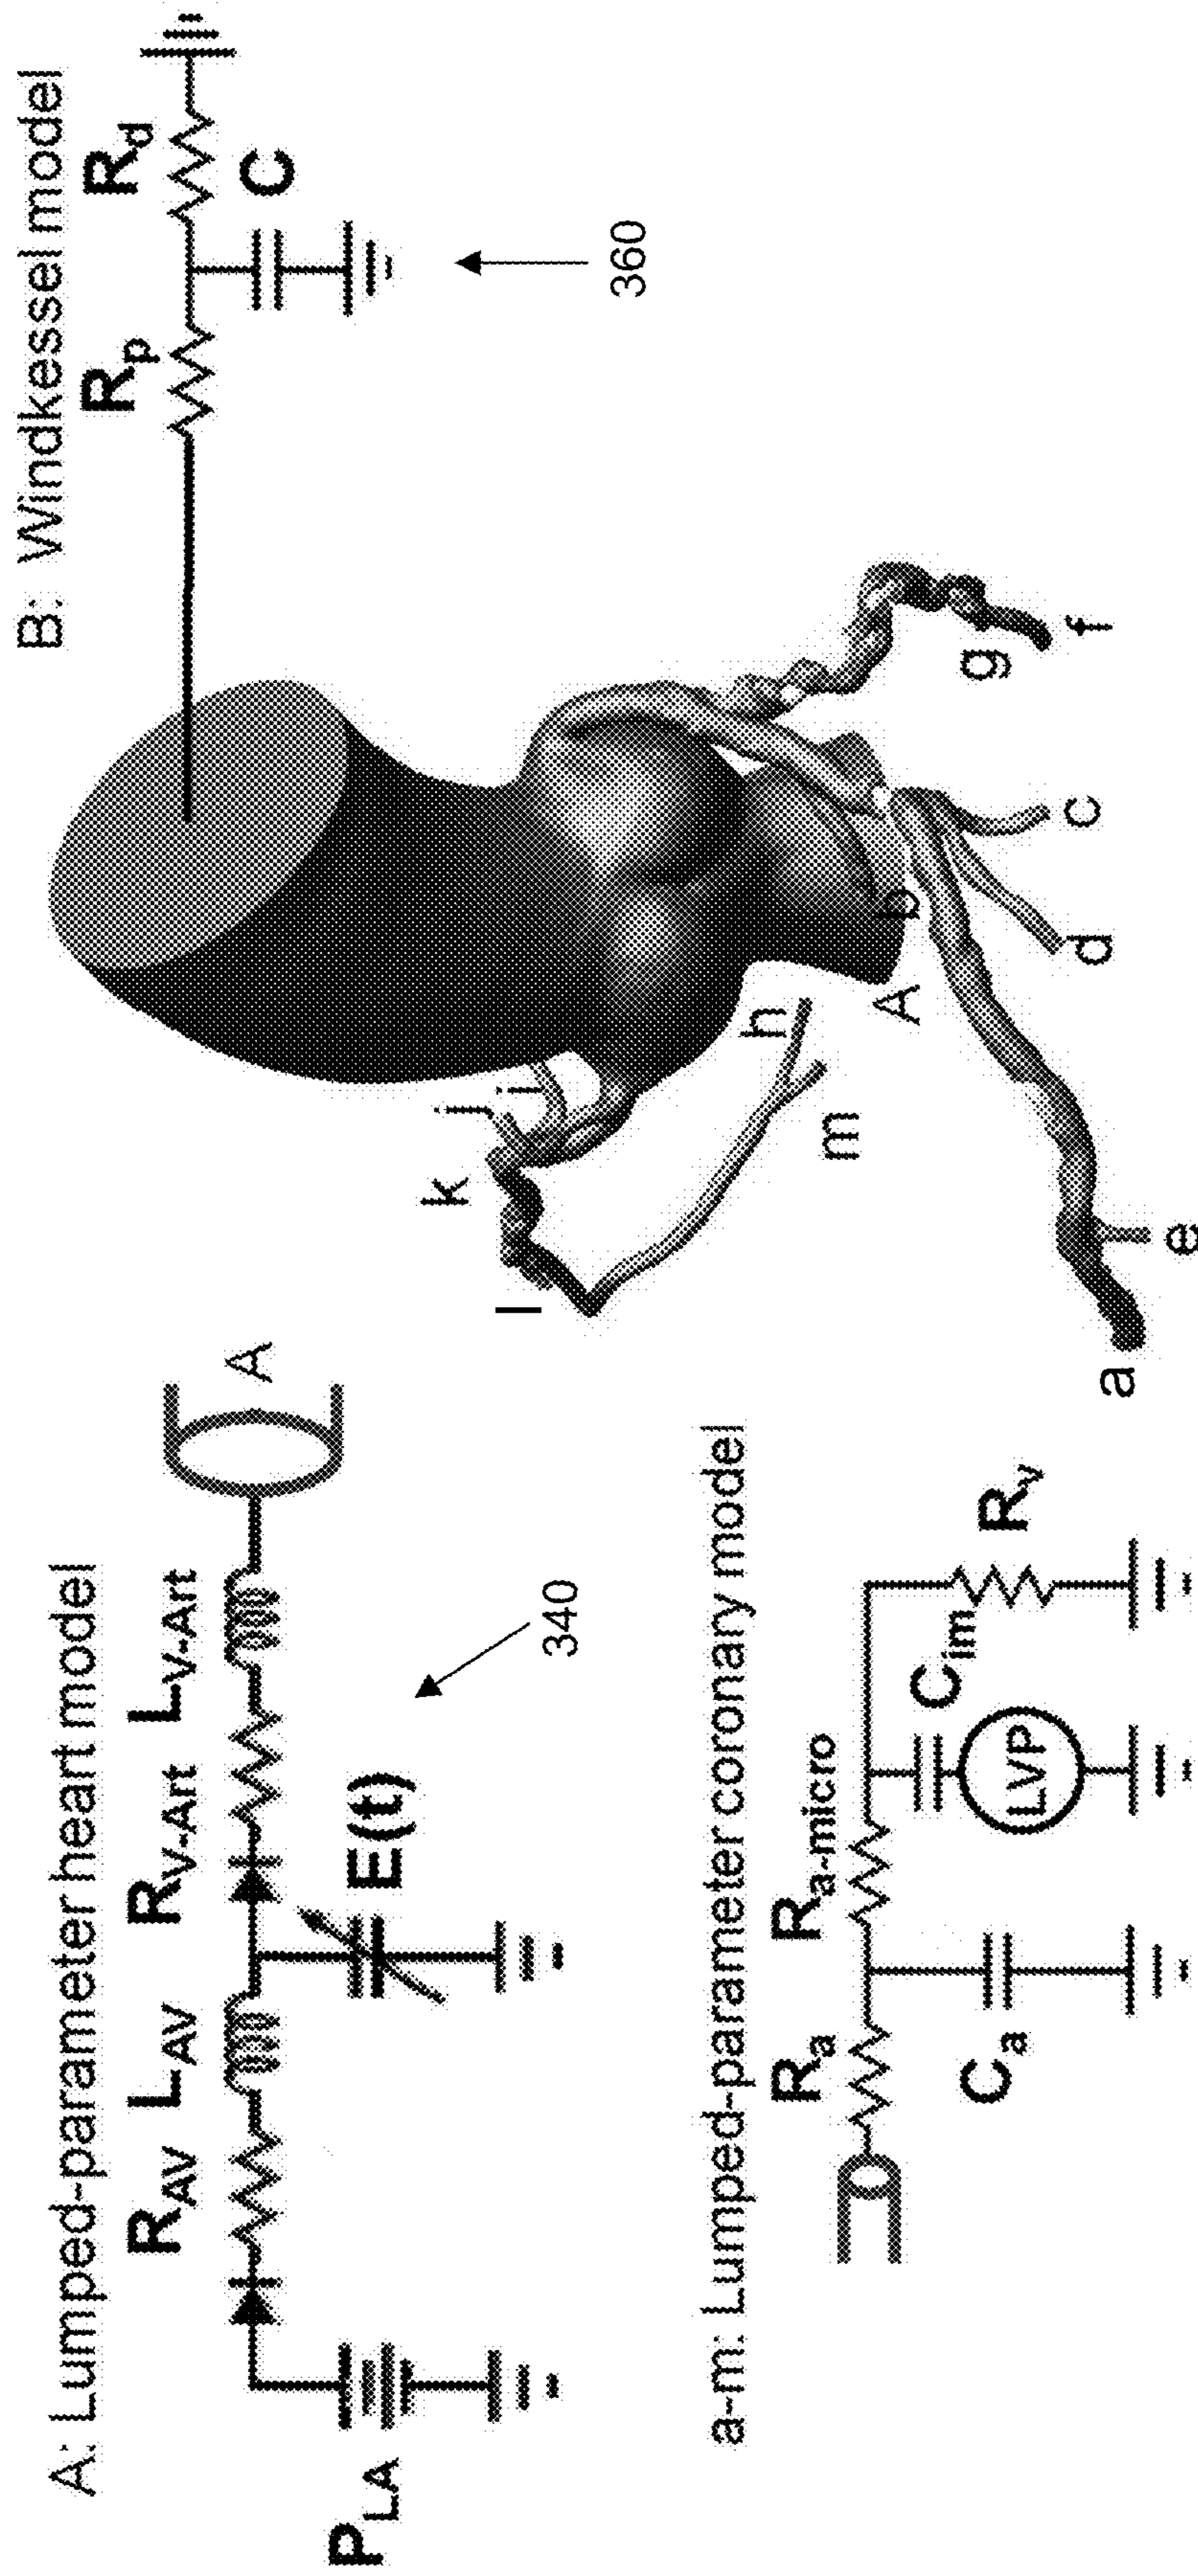 A: Lumped-parameter heart model
R_AV L_AV R_V-Art L_V-Art
P_LA
E(t)
A
340
B: Windkessel model
R_p R_d
C
360
a-m: Lumped-parameter coronary model
R_a R_a-micro
C_a
C_im
LVP
R_v
j
i
k
l
h
m
A
b
g
f
c
d
e
a